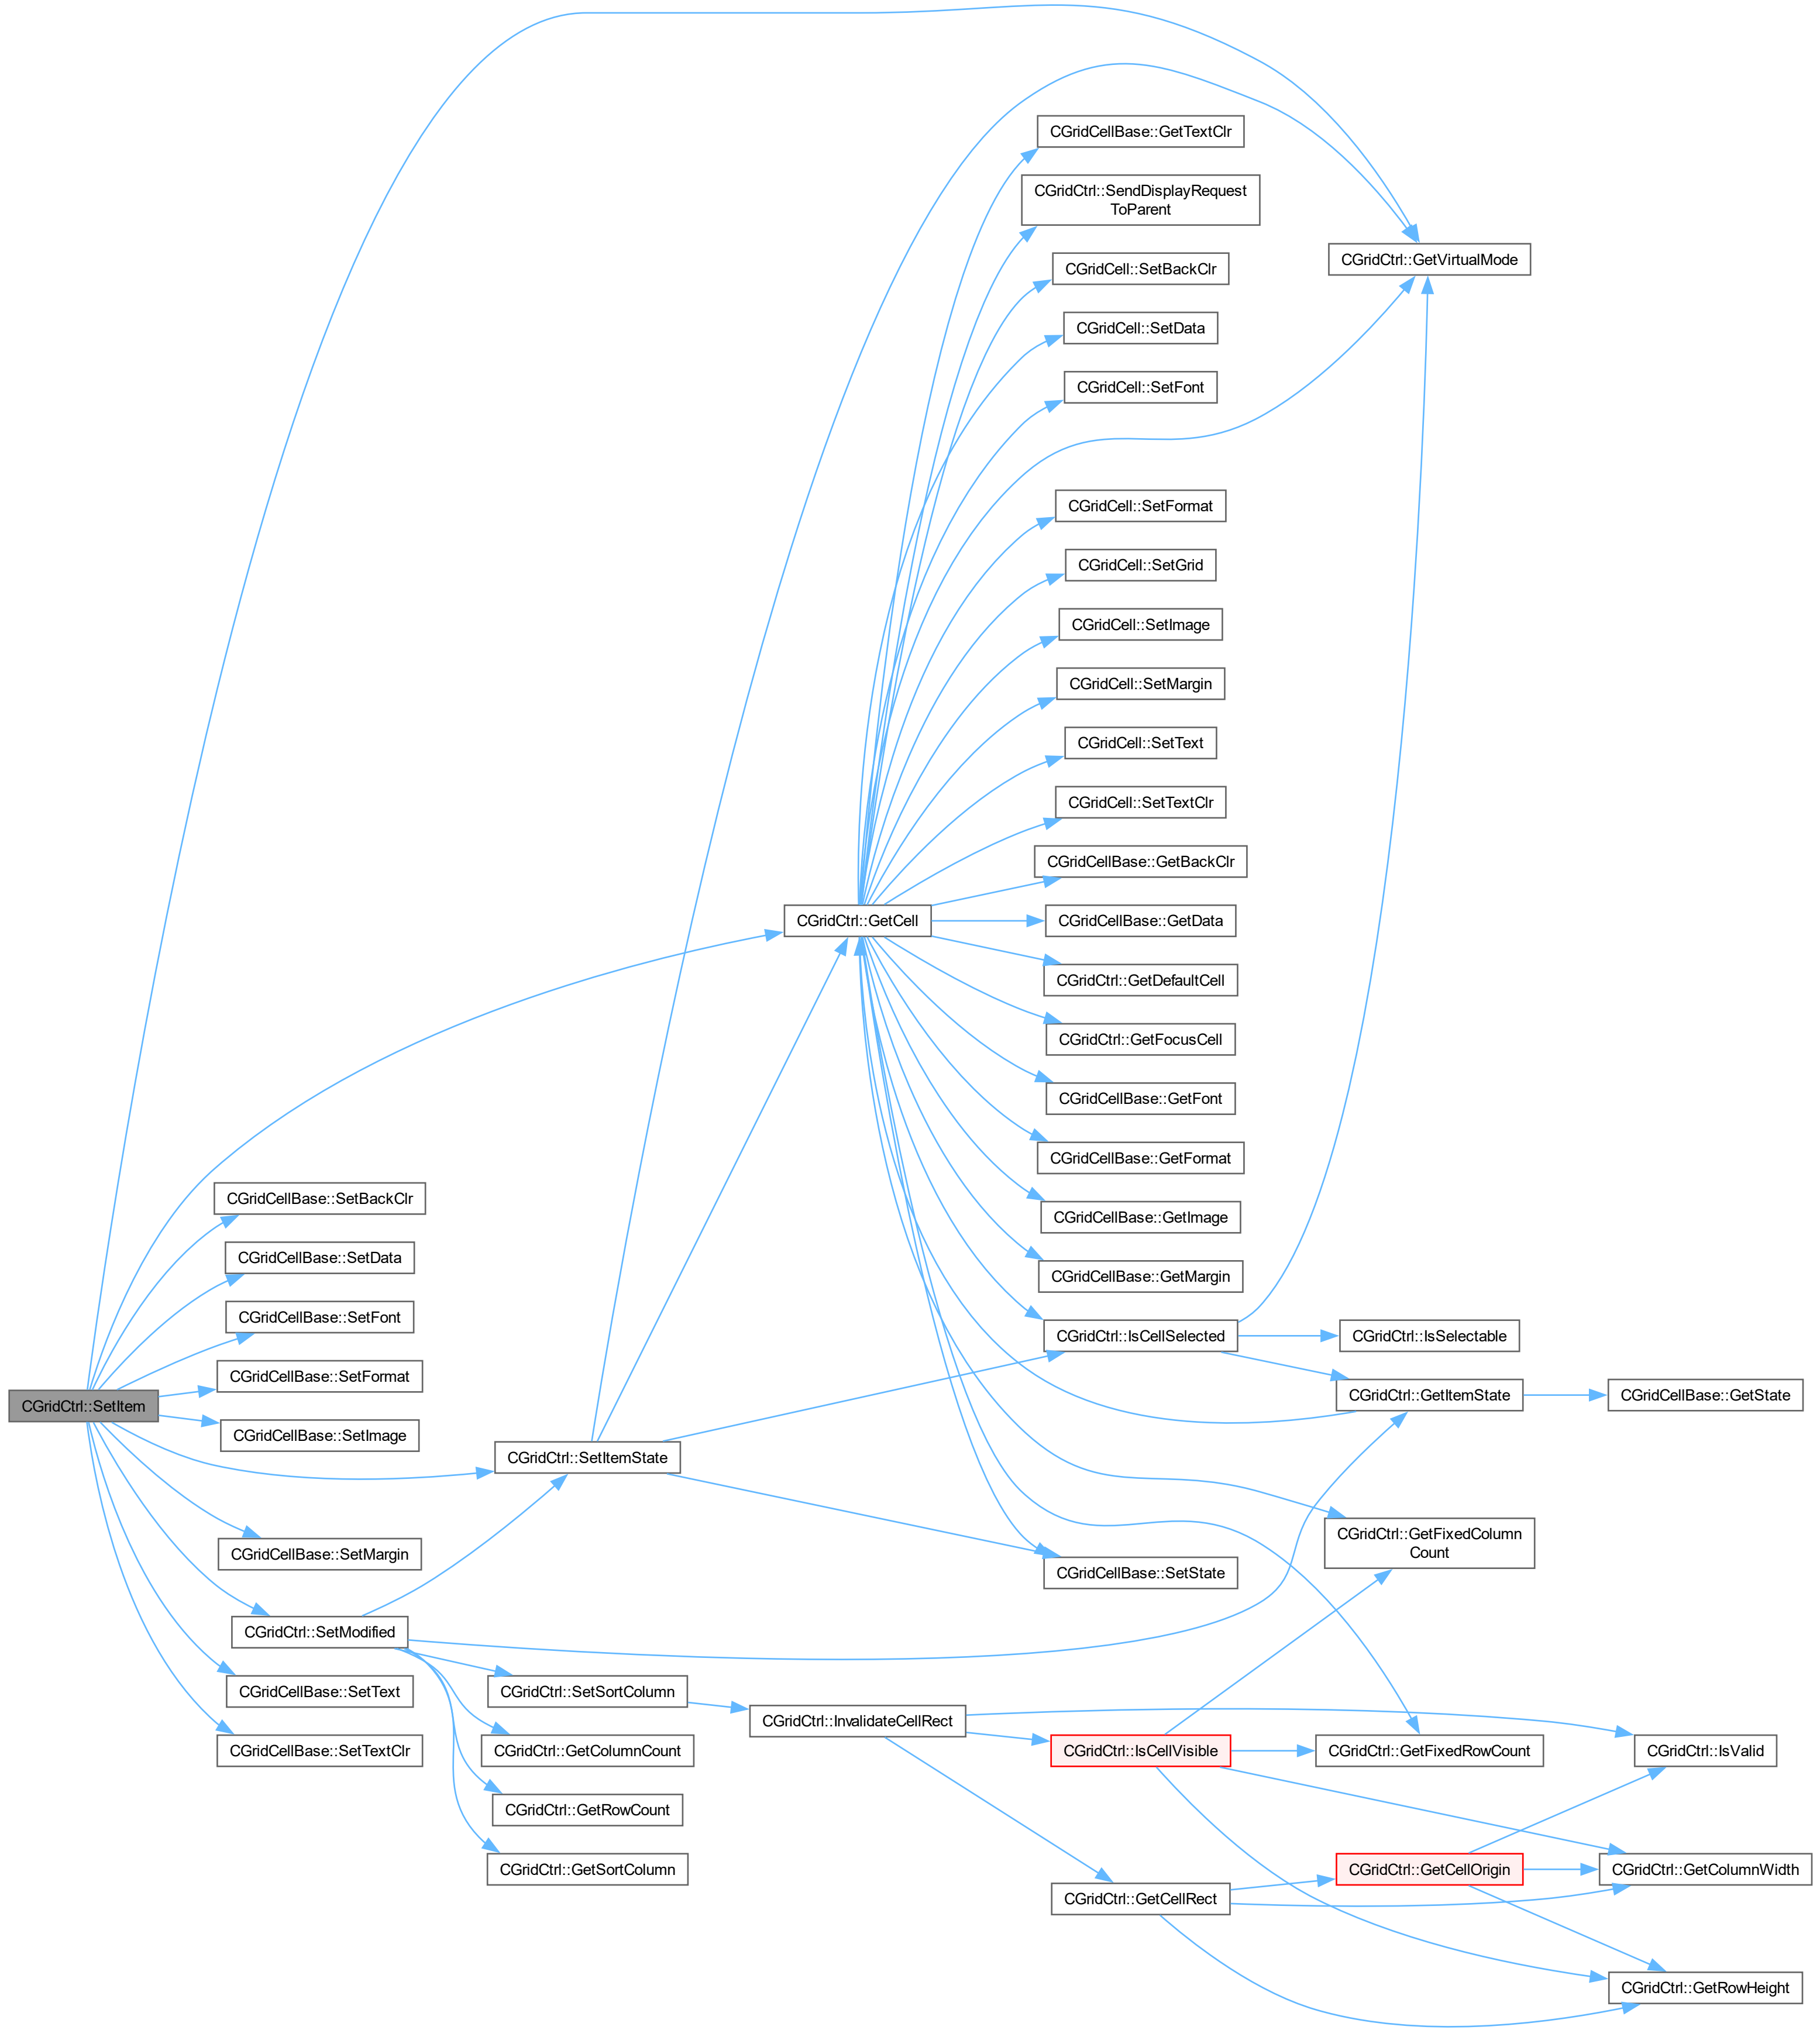 CGridCellBase::GetTextClr
CGridCtrl::SendDisplayRequest
ToParent
CGridCtrl::GetVirtualMode
CGridCell::SetBackClr
CGridCell::SetData
CGridCell::SetFont
CGridCell::SetFormat
CGridCell::SetGrid
CGridCell::SetImage
CGridCell::SetMargin
CGridCell::SetText
CGridCell::SetTextClr
CGridCellBase::GetBackClr
CGridCtrl::GetCell
CGridCellBase::GetData
CGridCtrl::GetDefaultCell
CGridCtrl::GetFocusCell
CGridCellBase::GetFont
CGridCellBase::GetFormat
CGridCellBase::SetBackClr
CGridCellBase::GetImage
CGridCellBase::SetData
CGridCellBase::GetMargin
CGridCellBase::SetFont
CGridCtrl::IsCellSelected
CGridCtrl::IsSelectable
CGridCellBase::SetFormat
CGridCtrl::GetItemState
CGridCellBase::GetState
CGridCtrl::SetItem
CGridCellBase::SetImage
CGridCtrl::SetItemState
CGridCtrl::GetFixedColumn
Count
CGridCellBase::SetMargin
CGridCellBase::SetState
CGridCtrl::SetModified
CGridCellBase::SetText
CGridCtrl::SetSortColumn
CGridCtrl::InvalidateCellRect
CGridCellBase::SetTextClr
CGridCtrl::GetColumnCount
CGridCtrl::IsCellVisible
CGridCtrl::GetFixedRowCount
CGridCtrl::IsValid
CGridCtrl::GetRowCount
CGridCtrl::GetSortColumn
CGridCtrl::GetCellOrigin
CGridCtrl::GetColumnWidth
CGridCtrl::GetCellRect
CGridCtrl::GetRowHeight